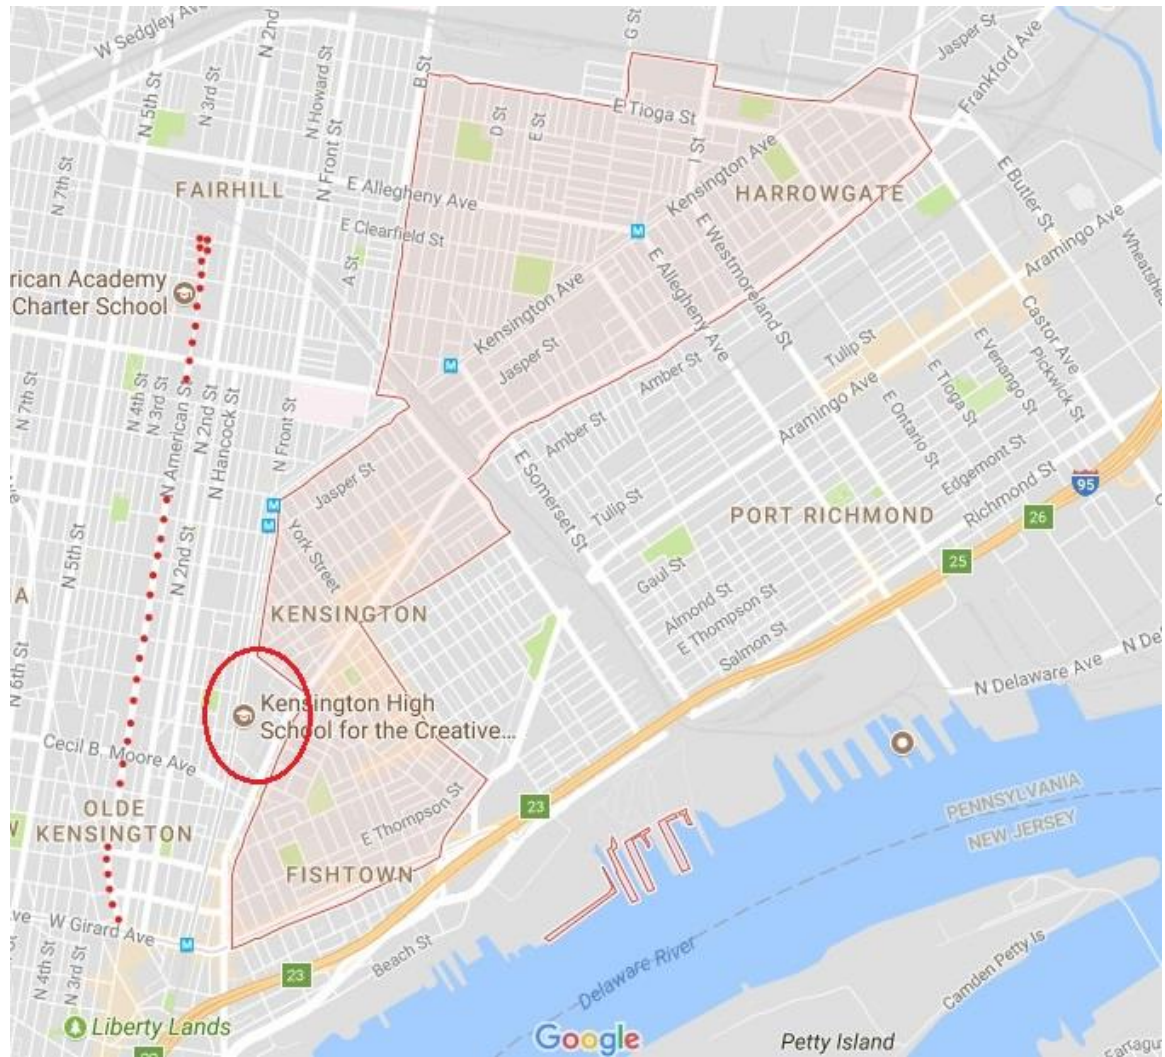 W Sedgley Ave
N 2nd St
G St
Jasper St
Frankford Ave
N 5th St
N 3rd St
N Howard St
N Front St
B St
D St
E St
E Tioga St
I St
Kensington Ave
N 7th St
FAIRHILL
E Allegheny Ave
HARROWGATE
E Butler St
E Clearfield St
M
E Westmoreland St
Aramingo Ave
A St
E Allegheny Ave
rican Academy
Charter School
Kensington Ave
Castor Ave
Jasper St
Tulip St
E Venango St
Pickwick St
M
Amber St
E Tioga St
N 7th St
N 4th St
N 3rd St
N American St
N 2nd St
N Hancock St
N Front St
Aramingo Ave
E Ontario St
Amber St
Edgemont St
Jasper St
E Somerset St
Richmond St
95
M
M
Tulip St
PORT RICHMOND
26
York Street
N 5th St
N 2nd St
25
Gaul St
A
KENSINGTON
Almond St
E Thompson St
Salmon St
N 6th St
N Delaware Ave
N De
Kensington High
School for the Creative...
Cecil B. Moore Ave
PENNSYLVANIA
NEW JERSEY
OLDE
KENSINGTON
23
E Thompson St
W
FISHTOWN
ve
W Girard Ave
M
Beach St
23
Delaware River
Camden Petty Is
N 4th St
N 3rd St
Liberty Lands
Google
Petty Island